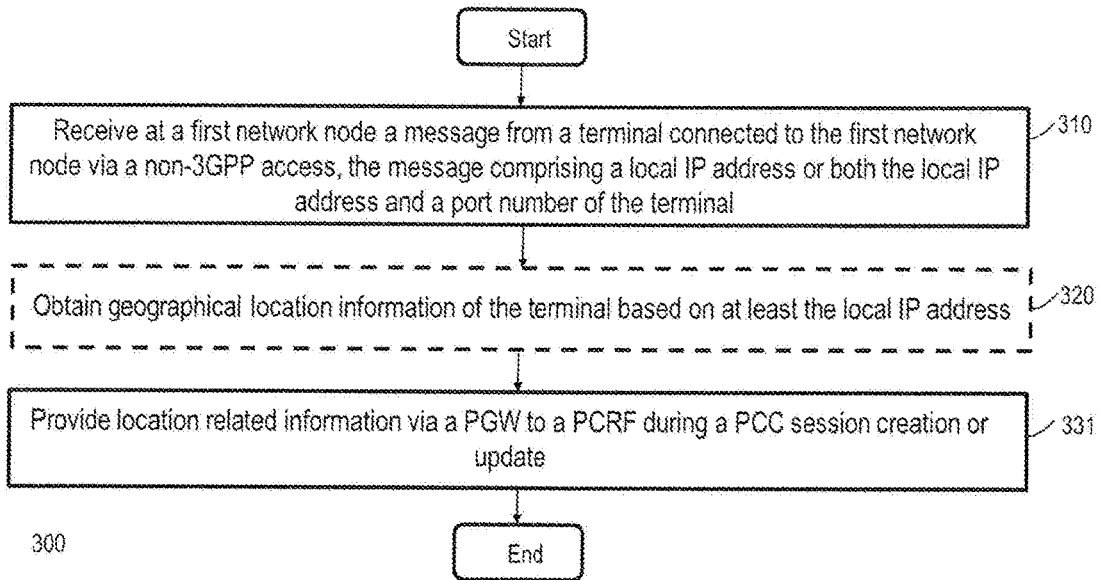 Start
Receive at a first network node a message from a terminal connected to the first network
node via a non-3GPP access, the message comprising a local IP address or both the local IP
address and a port number of the terminal
310
Obtain geographical location information of the terminal based on at least the local IP address
320
Provide location related information via a PGW to a PCRF during a PCC session creation or
update
331
300
End